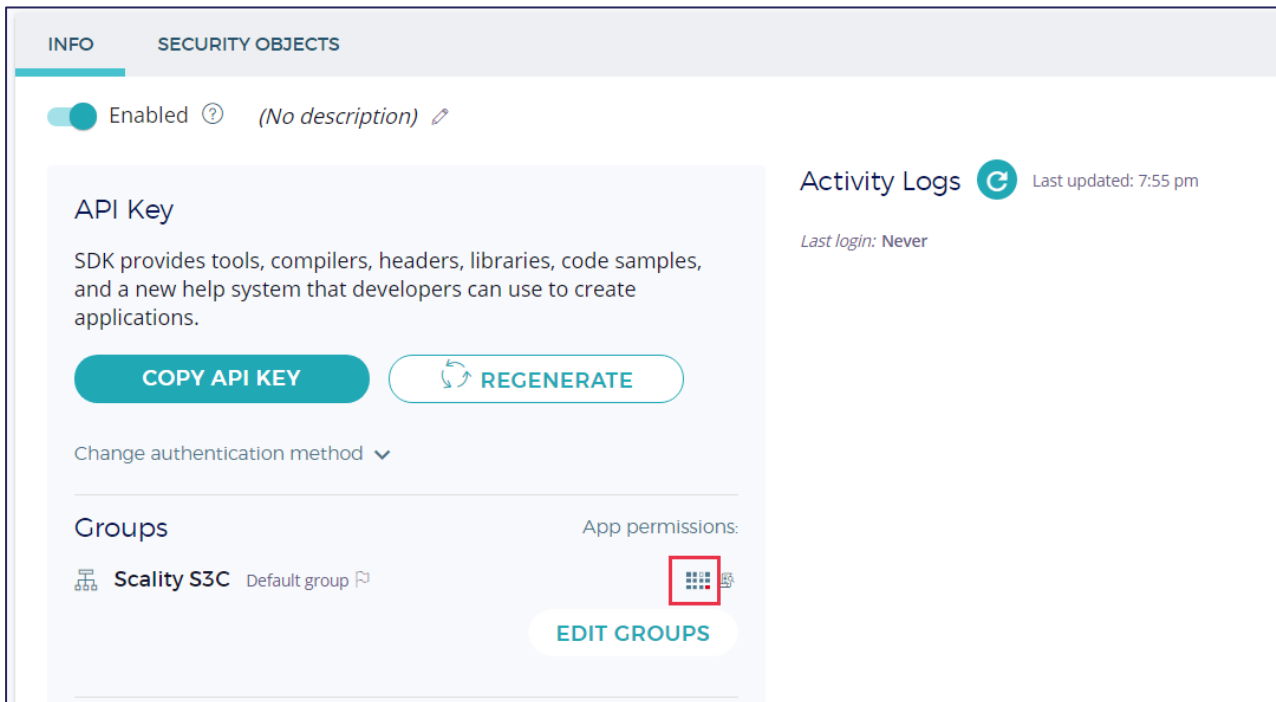 INFO SECURITY OBJECTS
Enabled ? (No description)
API Key
SDK provides tools, compilers, headers, libraries, code samples,
and a new help system that developers can use to create
applications.
COPY API KEY REGENERATE
Change authentication method
Groups App permissions:
Scality S3C Default group
EDIT GROUPS
Activity Logs Last updated: 7:55 pm
Last login: Never